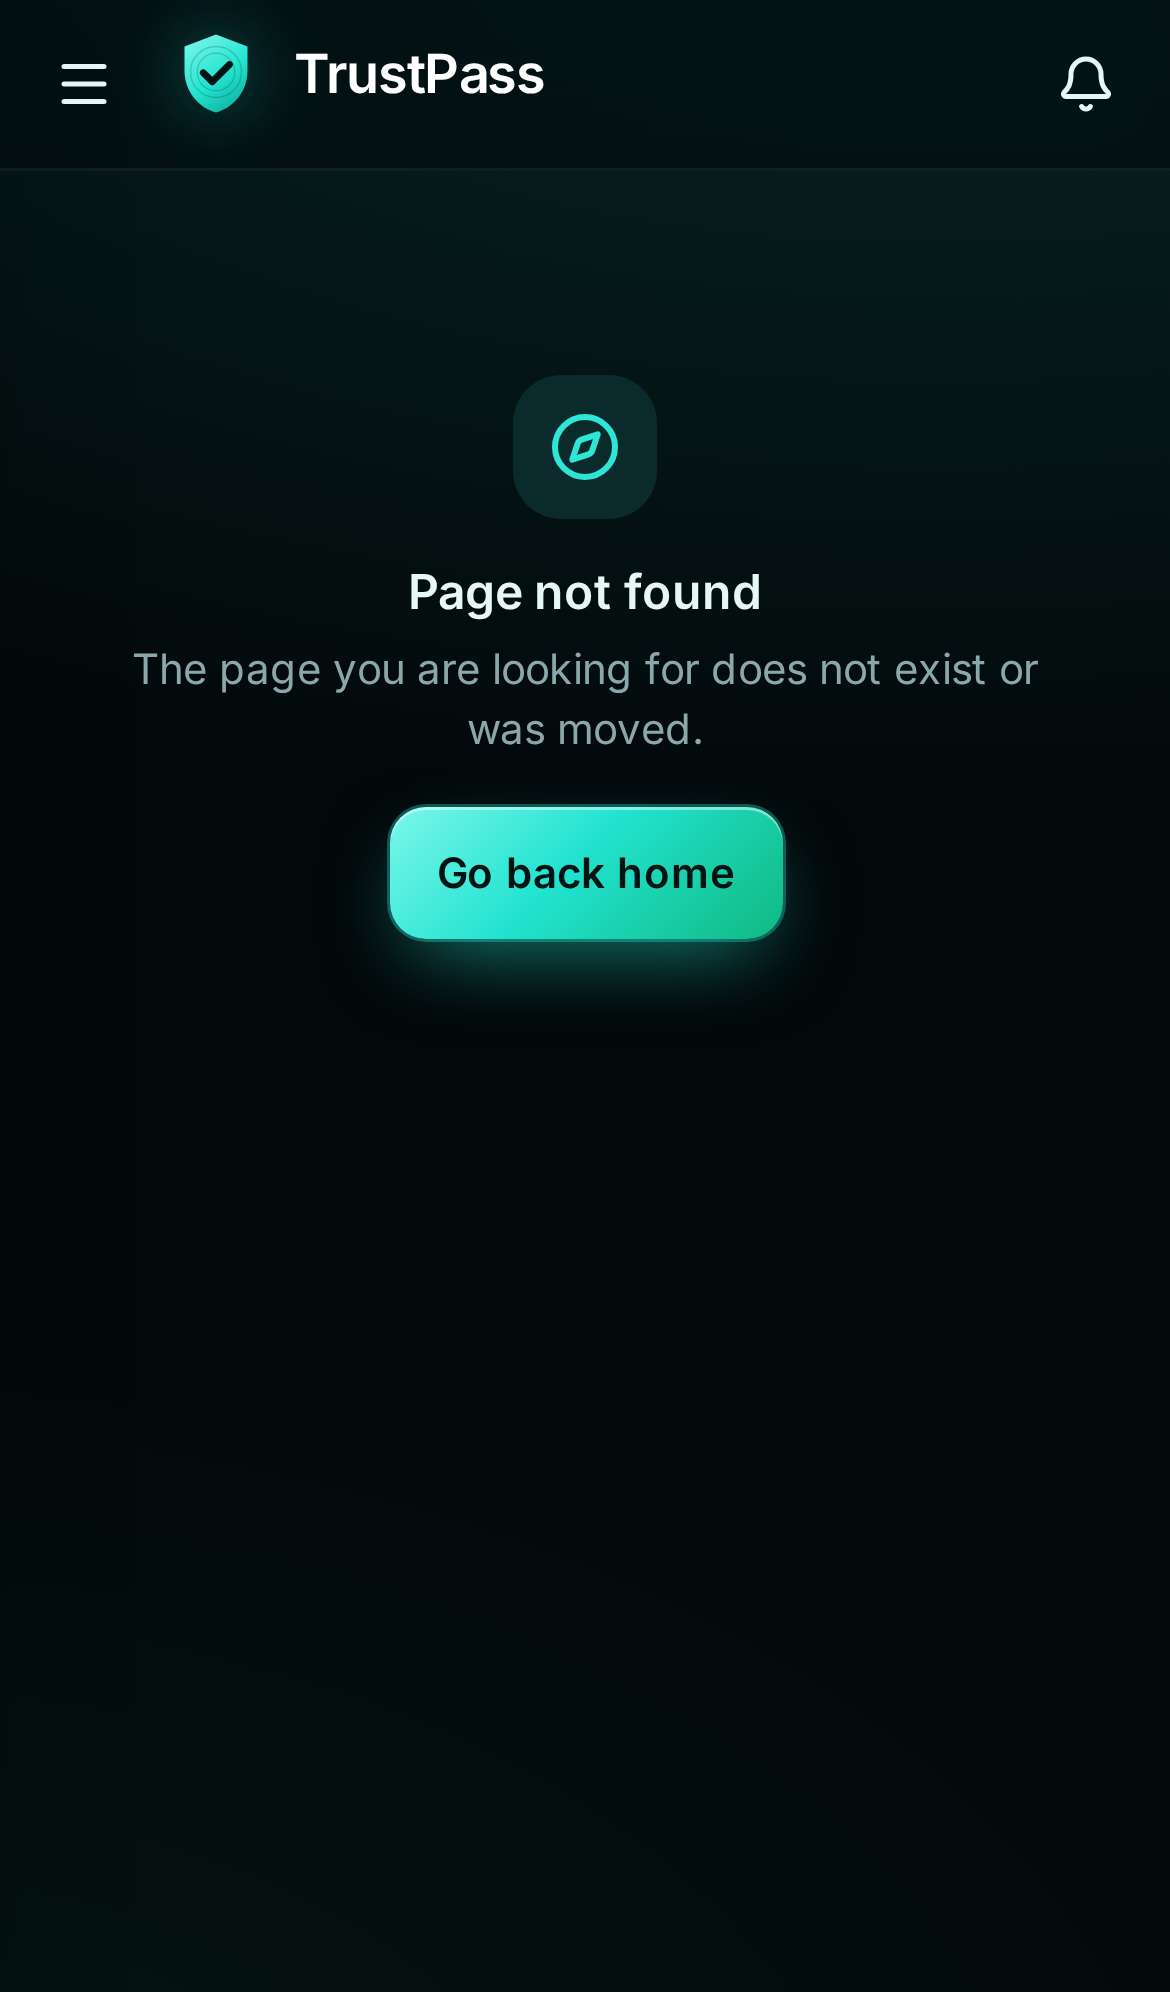 TrustPass
Page not found
The page you are looking for does not exist or
was moved.
Go back home